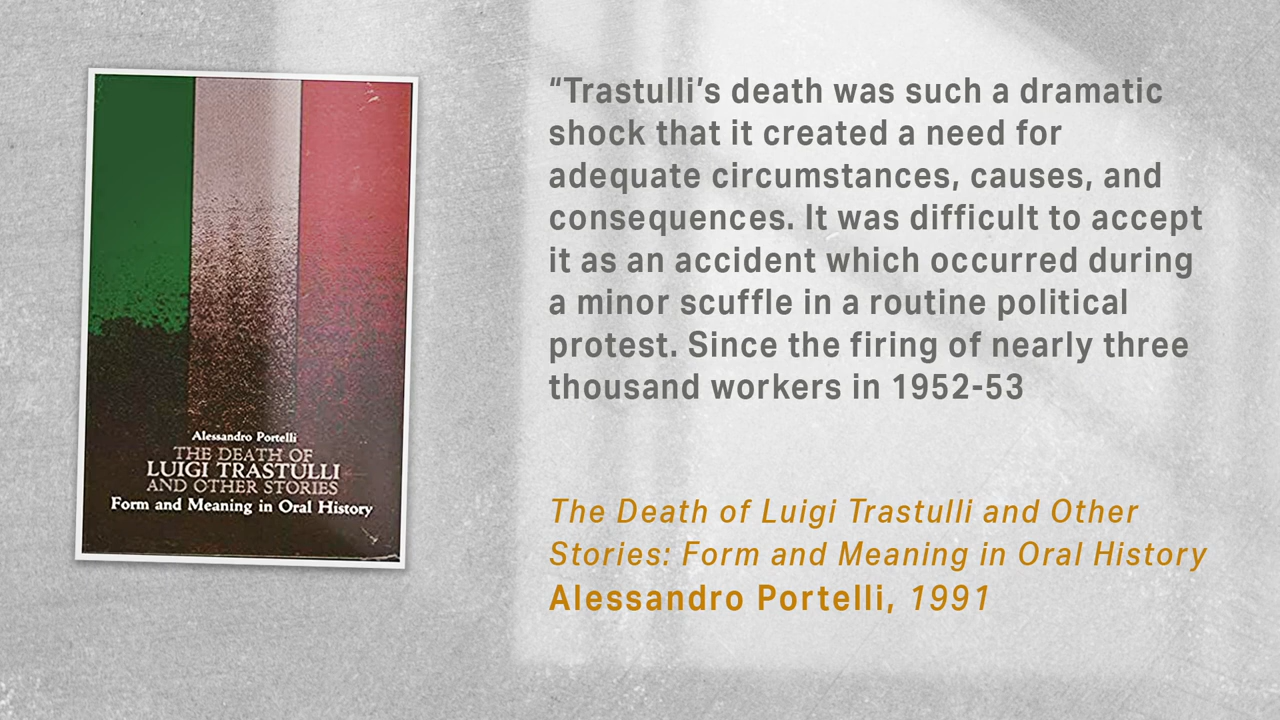 Alessandro Portelli
THE DEATH OF
LUIGI TRASTULLI
AND OTHER STORIES
Form and Meaning in Oral History
“Trastulli’s death was such a dramatic
shock that it created a need for
adequate circumstances, causes, and
consequences. It was difficult to accept
it as an accident which occurred during
a minor scuffle in a routine political
protest. Since the firing of nearly three
thousand workers in 1952-53
The Death of Luigi Trastulli and Other
Stories: Form and Meaning in Oral History
Alessandro Portelli, 1991